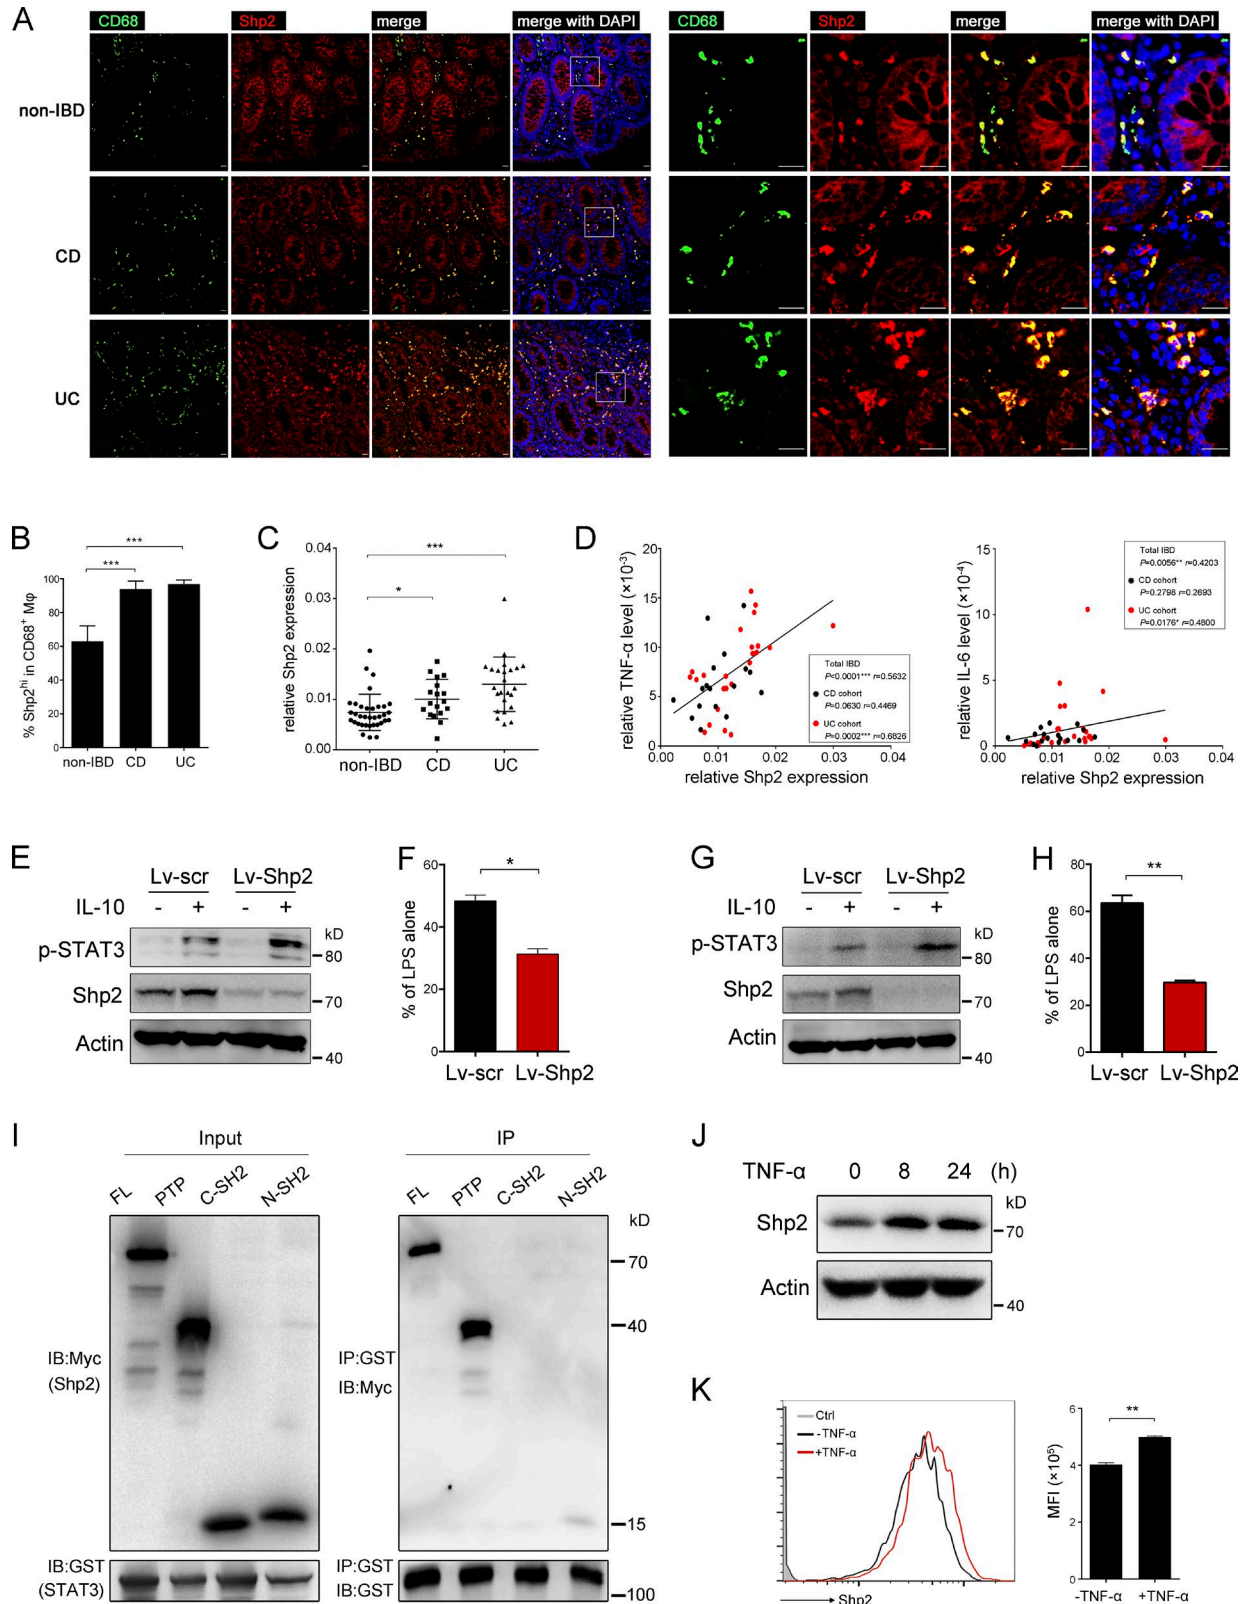 A
CD68 Shp2 merge merge with DAPI CD68 Shp2 merge merge with DAPI
non-IBD
CD
UC
B
% Shp2hi in CD68+ Mφ
100
80
60
40
20
0
non-IBD CD UC
***
***
C
relative Shp2 expression
0.04
0.03
0.02
0.01
0.00
non-IBD CD UC
***
*
D
relative TNF-α level (×10-3)
20
15
10
5
0
0.00 0.01 0.02 0.03 0.04
relative Shp2 expression
Total IBD
P<0.0001*** r=0.5632
CD cohort
P=0.0630 r=0.4469
UC cohort
P=0.0002*** r=0.6826
relative IL-6 level (×10-4)
15
10
5
0
0.00 0.01 0.02 0.03 0.04
relative Shp2 expression
Total IBD
P=0.0056** r=0.4203
CD cohort
P=0.2798 r=0.2693
UC cohort
P=0.0176* r=0.4800
E
Lv-scr Lv-Shp2
IL-10 - + - +
kD
p-STAT3
80
Shp2
70
Actin
40
F
% of LPS alone
60
40
20
0
*
Lv-scr Lv-Shp2
G
Lv-scr Lv-Shp2
IL-10 - + - +
kD
p-STAT3
80
Shp2
70
Actin
40
H
% of LPS alone
80
60
40
20
0
**
Lv-scr Lv-Shp2
I
Input IP
FL PTP C-SH2 N-SH2 FL PTP C-SH2 N-SH2
kD
70
40
15
IB:Myc
(Shp2)
IP:GST
IB:Myc
IB:GST
(STAT3)
IP:GST
IB:GST
100
J
TNF-α 0 8 24 (h)
kD
Shp2
70
Actin
40
K
Ctrl
-TNF-α
+TNF-α
Shp2
MFI (×105)
6
4
2
0
**
-TNF-α +TNF-α